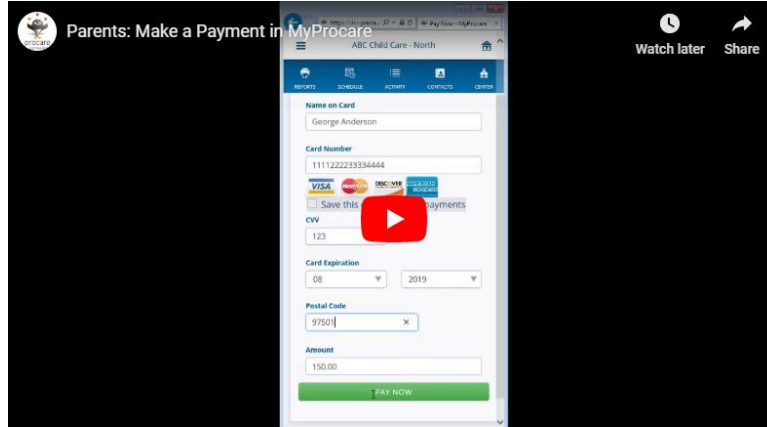 Parents: Make a Payment in MyProcare
Watch later
Share
procare
Pay Now - MyProcare
ABC Child Care - North
REPORTS
SCHEDULE
ACTIVITY
CONTACTS
CENTER
Name on Card
George Anderson
Card Number
1111222233334444
VISA
MasterCard
DISCOVER
Save this
payments
CVV
123
Card Expiration
08
2019
Postal Code
97501
Amount
150.00
PAY NOW